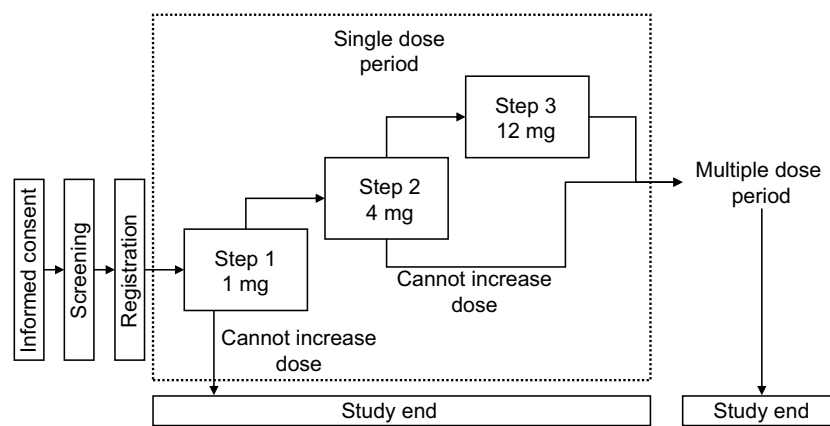 Single dose
period
Step 3
12 mg
Step 2
4 mg
Multiple dose
period
Informed consent
Screening
Registration
Step 1
1 mg
Cannot increase
dose
Cannot increase
dose
Study end
Study end